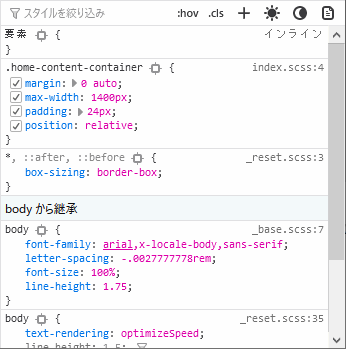 スタイルを絞り込み :hov .cls
要素 { インライン
}
.home-content-container { index.scss:4
margin: 0 auto;
max-width: 1400px;
padding: 24px;
position: relative;
}
*, ::after, ::before { _reset.scss:3
box-sizing: border-box;
}
body から継承
body { _base.scss:7
font-family: arial,x-locale-body,sans-serif;
letter-spacing: -.0027777778rem;
font-size: 100%;
line-height: 1.75;
}
body { _reset.scss:35
text-rendering: optimizeSpeed;
line-height: 1.5;